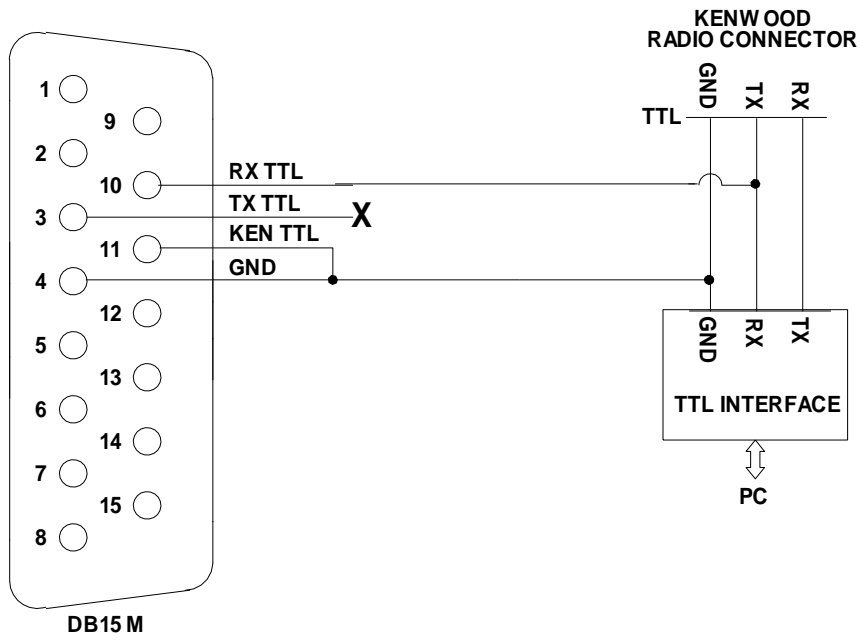 KENWOOD
RADIO CONNECTOR
GND
TX
RX
TTL
1
9
2
10
RX TTL
3
TX TTL
X
11
KEN TTL
4
GND
12
5
13
6
14
7
15
8
GND
RX
TX
TTL INTERFACE
PC
DB15 M